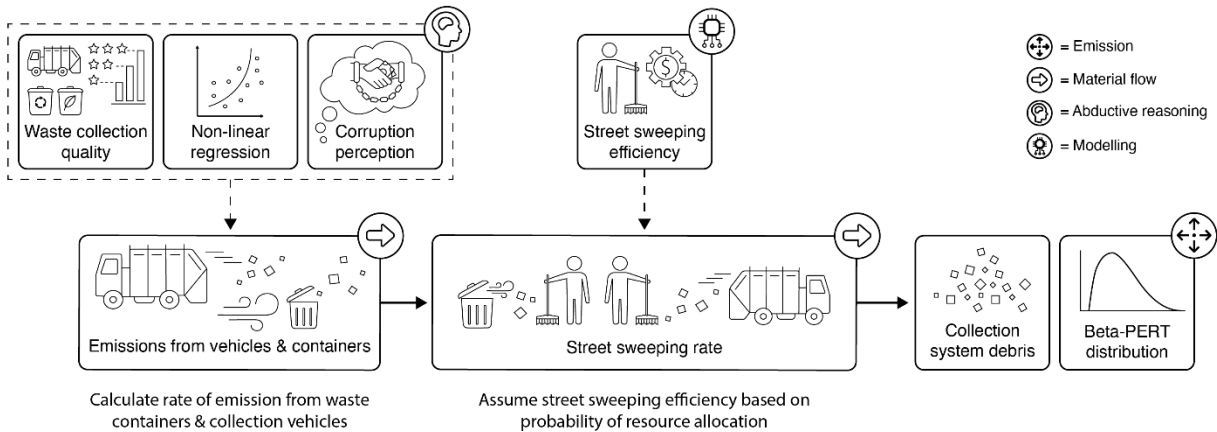 Waste collection
quality
Non-linear
regression
Corruption
perception
$
Street sweeping
efficiency
= Emission
= Material flow
= Abductive reasoning
= Modelling
Emissions from vehicles & containers
Street sweeping rate
Collection
system debris
Beta-PERT
distribution
Calculate rate of emission from waste
containers & collection vehicles
Assume street sweeping efficiency based on
probability of resource allocation